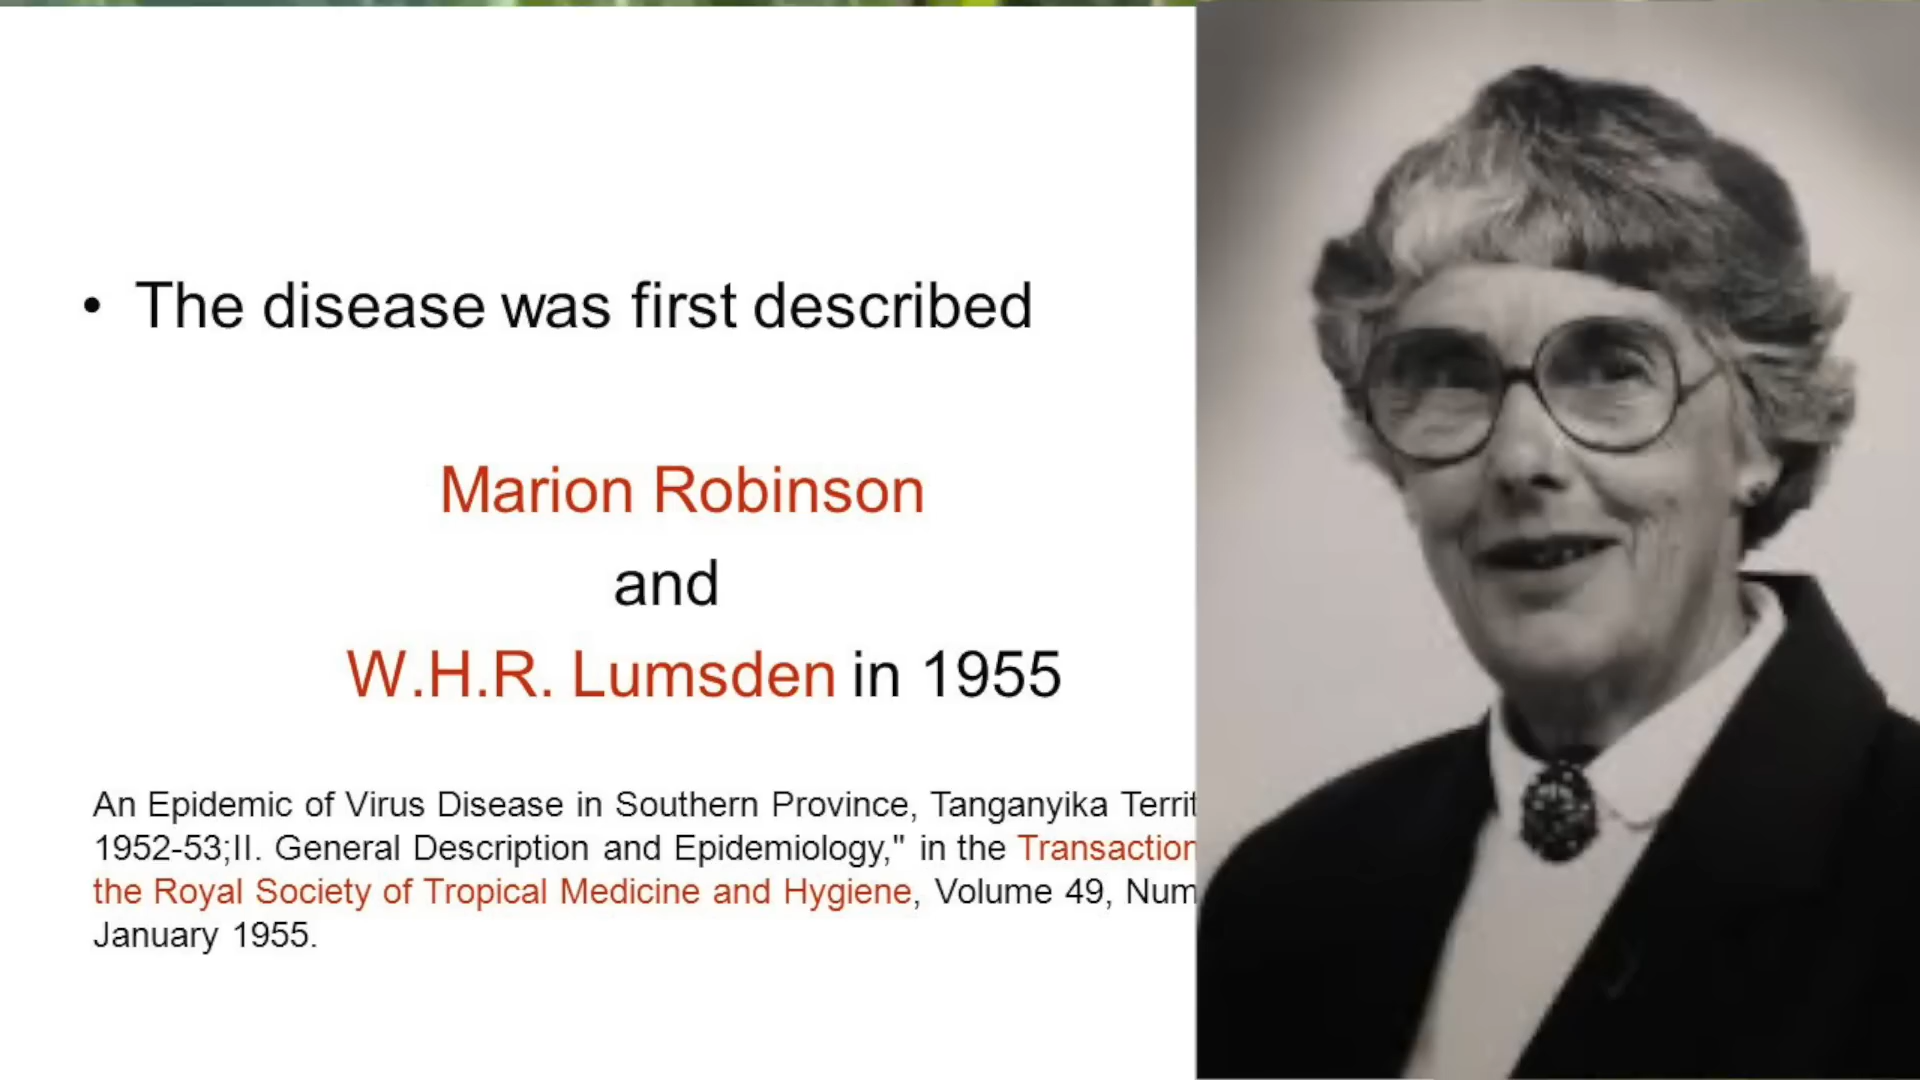 • The disease was first described
Marion Robinson
and
W.H.R. Lumsden in 1955
An Epidemic of Virus Disease in Southern Province, Tanganyika
1952-53;II. General Description and Epidemiology," in the
the Royal Society of Tropical Medicine and Hygiene, Volume 49,
January 1955.